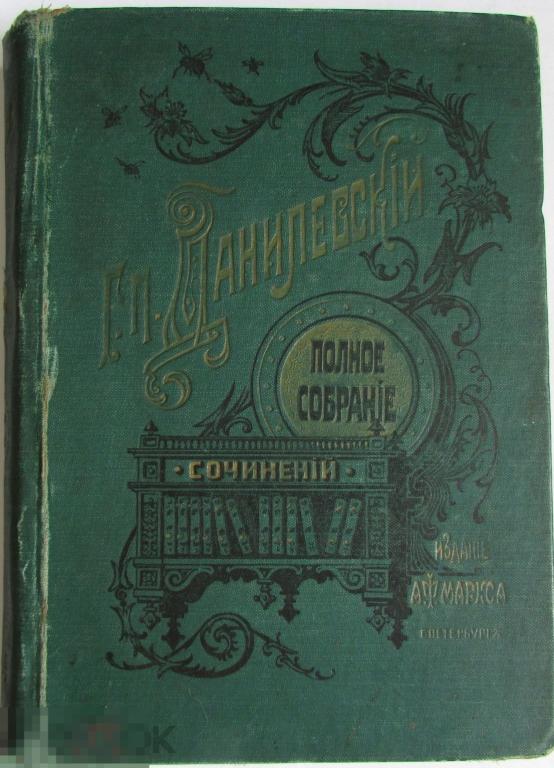 Г. П. Данилевскій
ПОЛНОЕ
СОБРАНІЕ
СОЧИНЕНІЙ
ИЗДАНІЕ
А.Ф. МАРКСА
С ПЕТЕРБУРГЪ